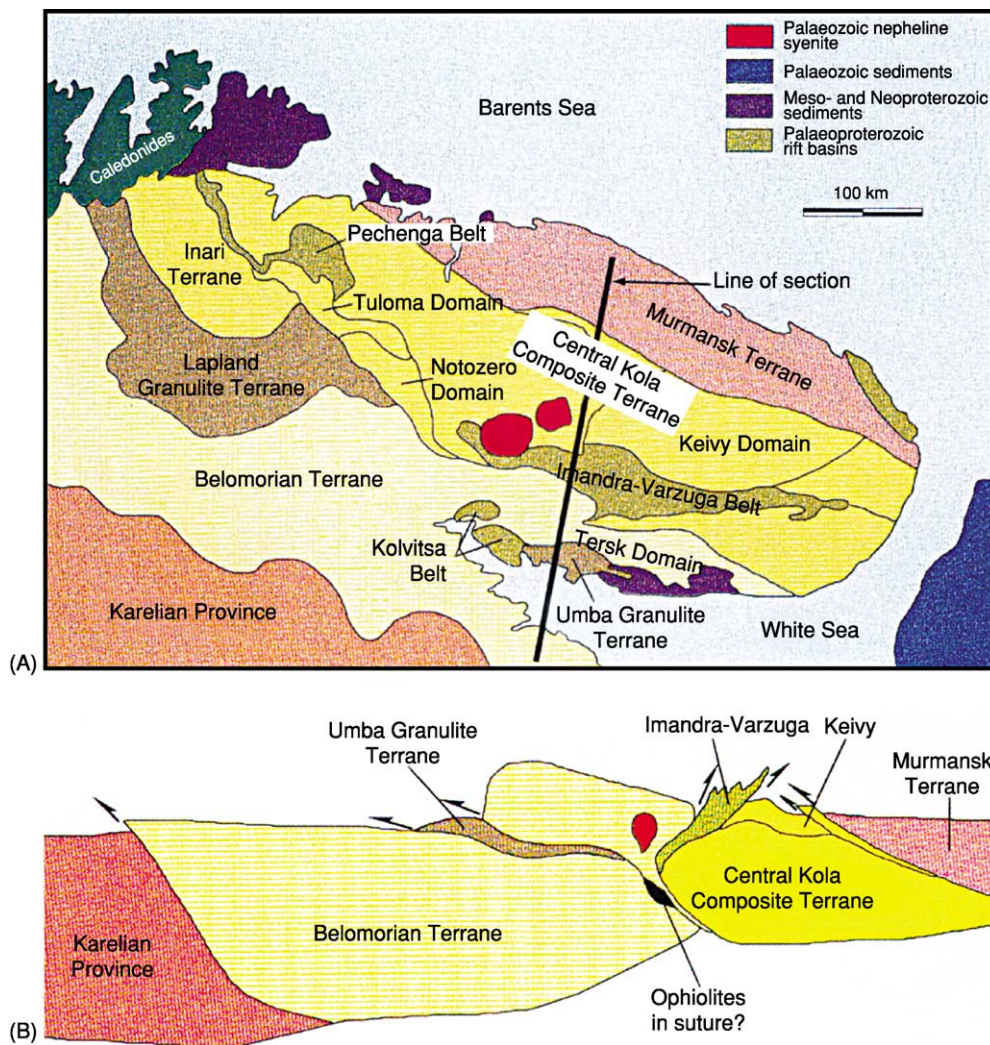 (A)
Palaeozoic nepheline
syenite
Palaeozoic sediments
Meso- and Neoproterozoic
sediments
Palaeoproterozoic
rift basins
Barents Sea
100 km
Caledonides
Pechenga Belt
Inari
Terrane
Line of section
Tuloma Domain
Murmansk Terrane
Central Kola
Composite Terrane
Lapland
Granulite Terrane
Notozero
Domain
Keivy Domain
Belomorian Terrane
Imandra-Varzuga Belt
Kolvitsa
Belt
Tersk Domain
Karelian Province
Umba Granulite
Terrane
White Sea
Umba Granulite
Terrane
Imandra-Varzuga
Keivy
Murmansk
Terrane
Central Kola
Composite Terrane
Belomorian Terrane
Karelian
Province
Ophiolites
in suture?
(B)